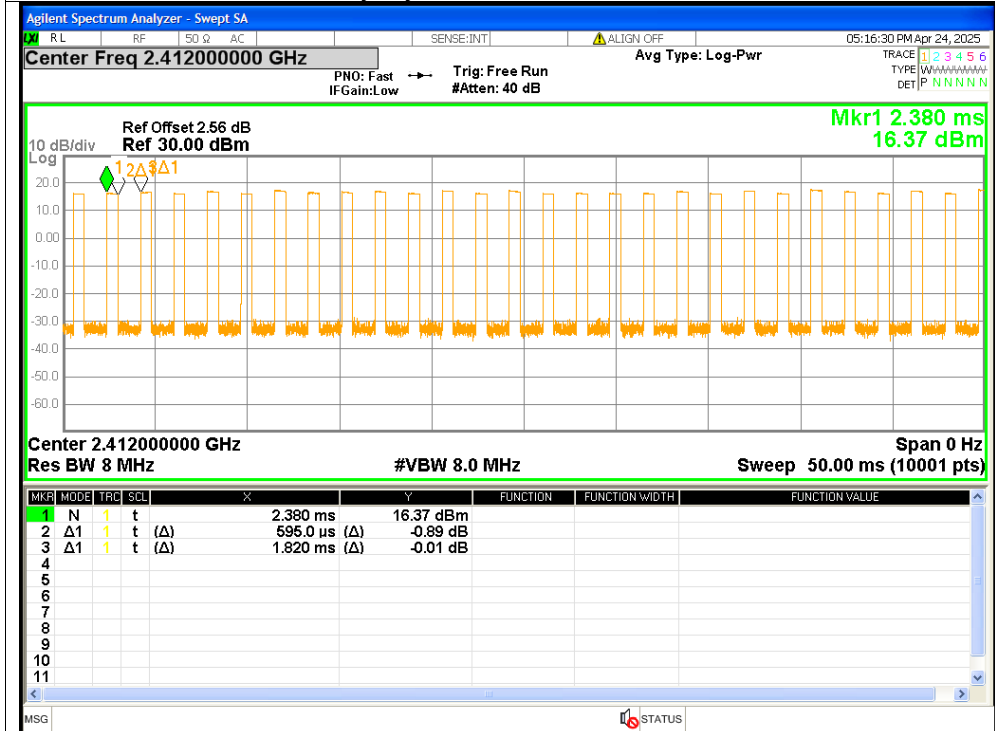 Agilent Spectrum Analyzer - Swept SA
LXI RL RF 50 Ω AC SENSE:INT ALIGN OFF 05:16:30 PM Apr 24, 2025
Center Freq 2.412000000 GHz
PNO: Fast Trig: Free Run Avg Type: Log-Pwr TRACE 1 2 3 4 5 6
IFGain:Low #Atten: 40 dB TYPE W
DET P N N N N N
Mkr1 2.380 ms
16.37 dBm
Ref Offset 2.56 dB
10 dB/div Ref 30.00 dBm
Log
1 2Δ 3Δ1
20.0
10.0
0.00
-10.0
-20.0
-30.0
-40.0
-50.0
-60.0
Center 2.412000000 GHz Span 0 Hz
Res BW 8 MHz #VBW 8.0 MHz Sweep 50.00 ms (10001 pts)
MKR MODE TRC SCL X Y FUNCTION FUNCTION WIDTH FUNCTION VALUE
1 N 1 t 2.380 ms 16.37 dBm
2 Δ1 1 t (Δ) 595.0 µs (Δ) -0.89 dB
3 Δ1 1 t (Δ) 1.820 ms (Δ) -0.01 dB
4
5
6
7
8
9
10
11
MSG STATUS